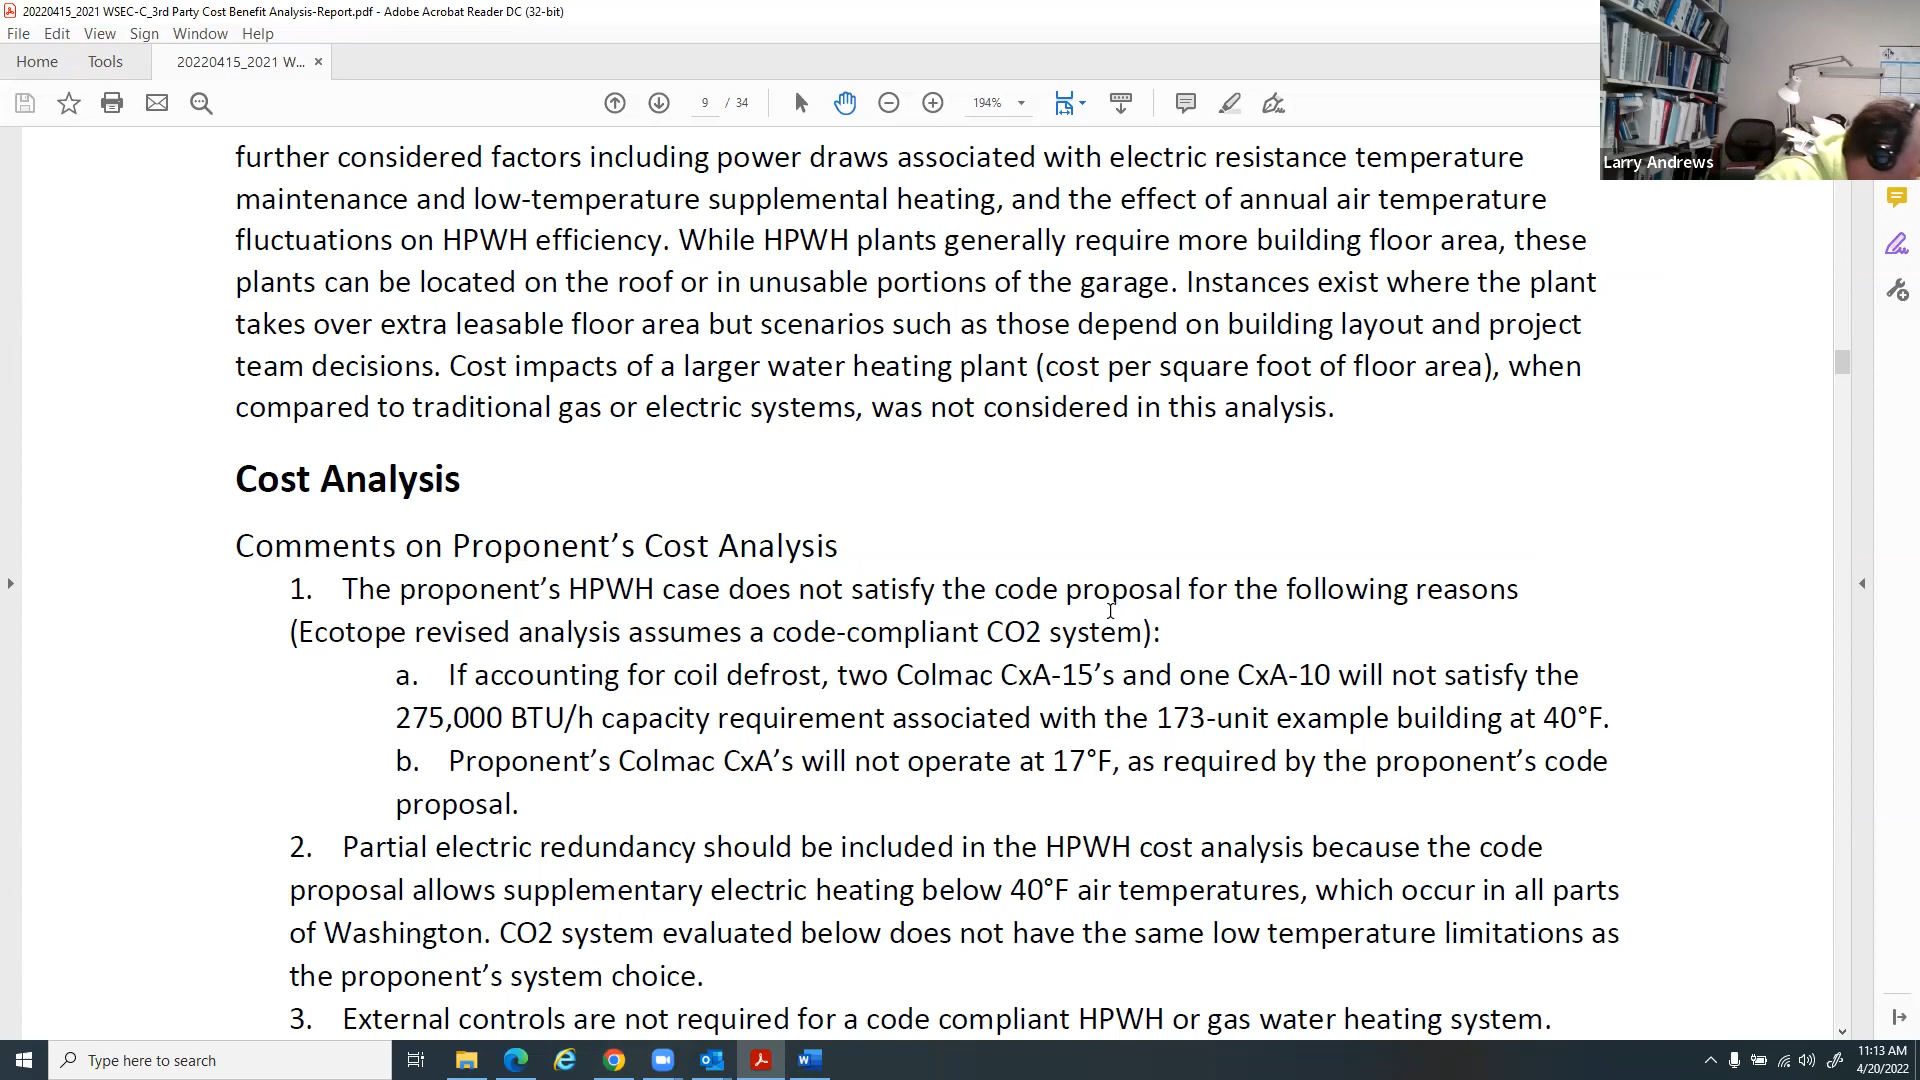 20220415_2021 WSEC-C_3rd Party Cost Benefit Analysis-Report.pdf - Adobe Acrobat Reader DC (32-bit)
File Edit View Sign Window Help
Home Tools 20220415_2021 W... ×
9 / 34 194%
Larry Andrews
further considered factors including power draws associated with electric resistance temperature
maintenance and low-temperature supplemental heating, and the effect of annual air temperature
fluctuations on HPWH efficiency. While HPWH plants generally require more building floor area, these
plants can be located on the roof or in unusable portions of the garage. Instances exist where the plant
takes over extra leasable floor area but scenarios such as those depend on building layout and project
team decisions. Cost impacts of a larger water heating plant (cost per square foot of floor area), when
compared to traditional gas or electric systems, was not considered in this analysis.
Cost Analysis
Comments on Proponent’s Cost Analysis
1. The proponent’s HPWH case does not satisfy the code proposal for the following reasons
(Ecotope revised analysis assumes a code-compliant CO2 system):
a. If accounting for coil defrost, two Colmac CxA-15’s and one CxA-10 will not satisfy the
275,000 BTU/h capacity requirement associated with the 173-unit example building at 40°F.
b. Proponent’s Colmac CxA’s will not operate at 17°F, as required by the proponent’s code
proposal.
2. Partial electric redundancy should be included in the HPWH cost analysis because the code
proposal allows supplementary electric heating below 40°F air temperatures, which occur in all parts
of Washington. CO2 system evaluated below does not have the same low temperature limitations as
the proponent’s system choice.
3. External controls are not required for a code compliant HPWH or gas water heating system.
Type here to search
11:13 AM
4/20/2022